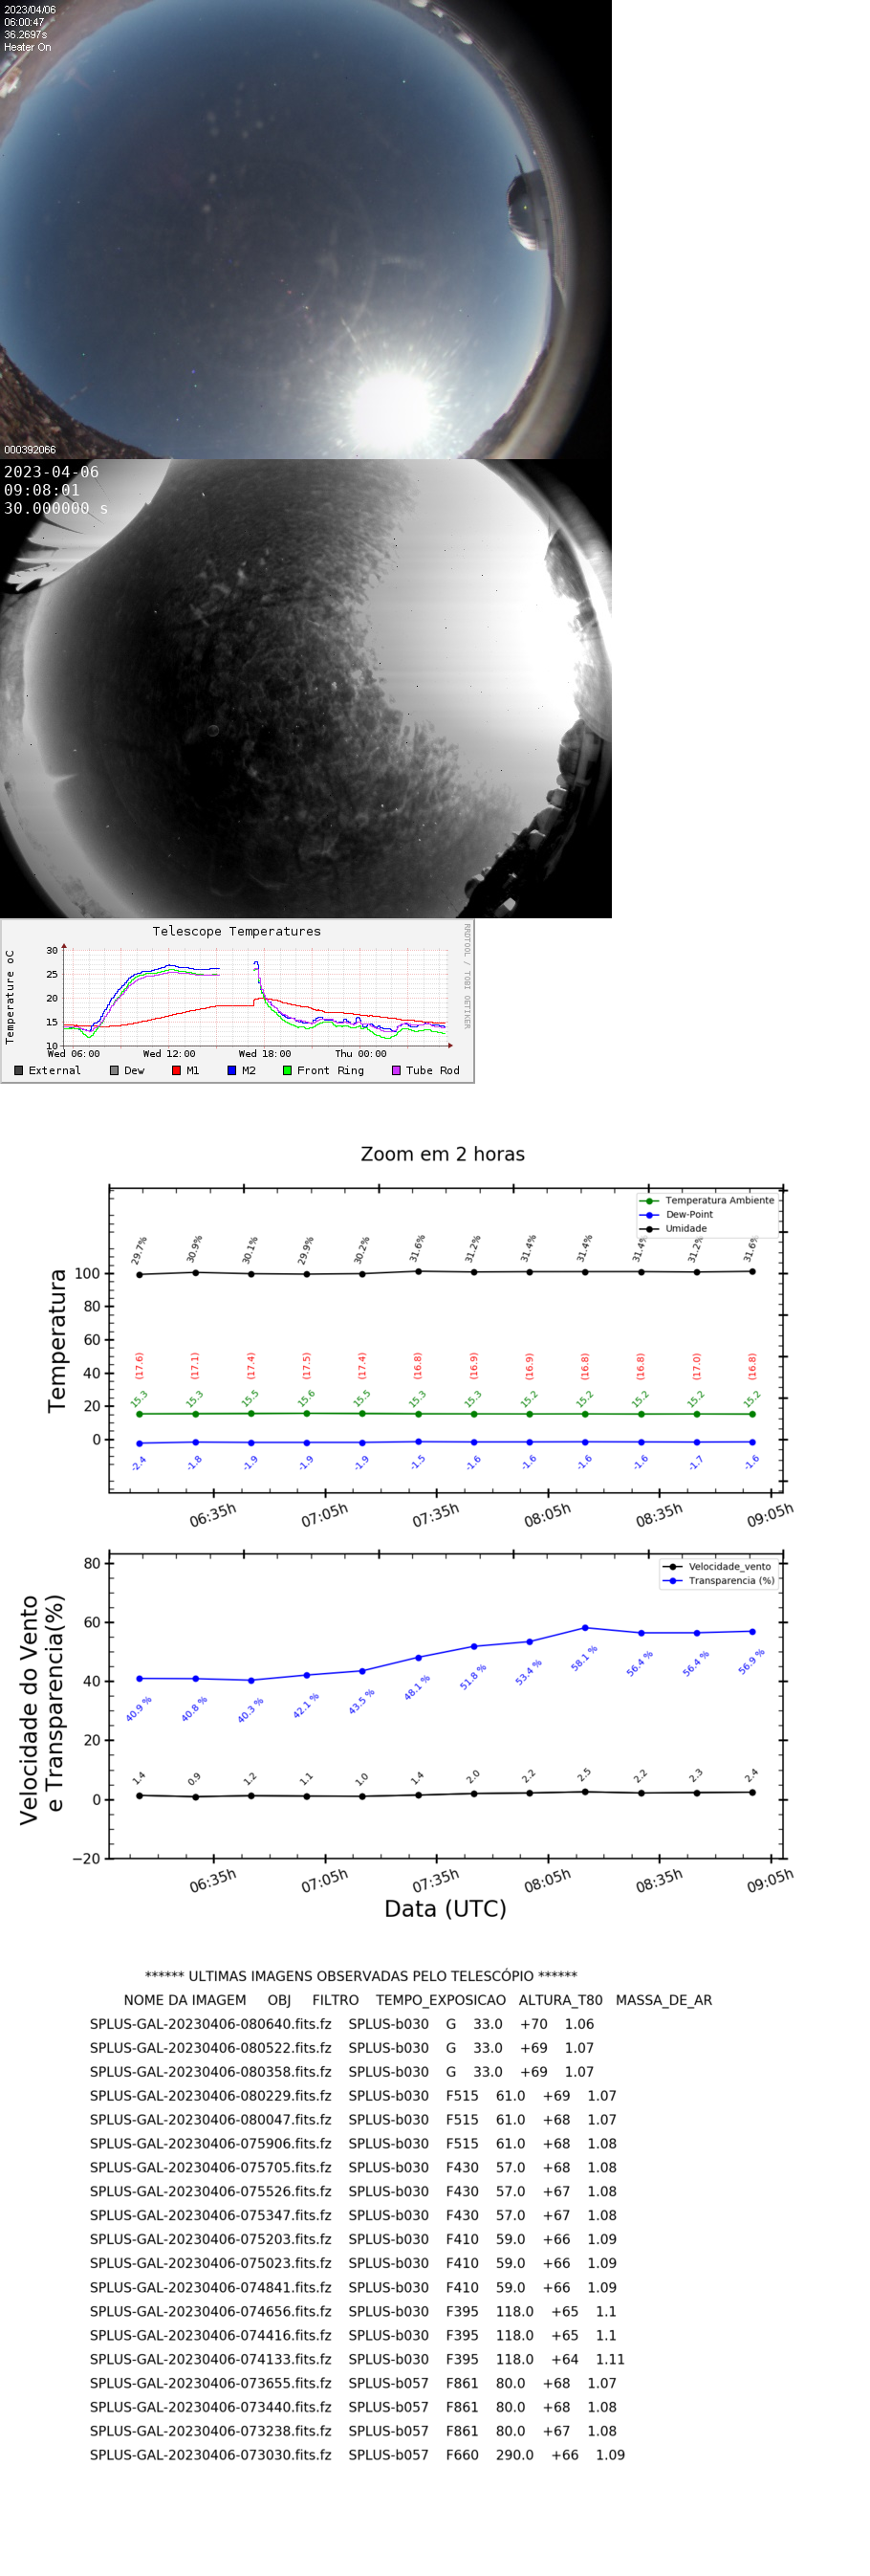 2023/04/06
06:00:47
36.2697s
Heater On
000392066
2023-04-06
09:08:01
30.000000 s
Telescope Temperatures
RRDTOOL / TOBI OETIKER
Temperature oC
30
25
20
15
10
Wed 06:00 Wed 12:00 Wed 18:00 Thu 00:00
External Dew M1 M2 Front Ring Tube Rod
Zoom em 2 horas
Temperatura Ambiente
Dew-Point
Umidade
29.7% 30.9% 30.1% 29.9% 30.2% 31.6% 31.2% 31.4% 31.4% 31.4% 31.2% 31.6%
Temperatura
100
80
60
40
20
0
(17.6) (17.1) (17.4) (17.5) (17.4) (16.8) (16.9) (16.9) (16.8) (16.8) (17.0) (16.8)
15.3 15.3 15.5 15.6 15.5 15.3 15.3 15.2 15.2 15.2 15.2 15.2
-2.4 -1.8 -1.9 -1.9 -1.9 -1.5 -1.6 -1.6 -1.6 -1.6 -1.7 -1.6
06:35h 07:05h 07:35h 08:05h 08:35h 09:05h
Velocidade_vento
Transparencia (%)
Velocidade do Vento
e Transparencia(%)
80
60
40
20
0
−20
40.9 % 40.8 % 40.3 % 42.1 % 43.5 % 48.1 % 51.8 % 53.4 % 58.1 % 56.4 % 56.4 % 56.9 %
1.4 0.9 1.2 1.1 1.0 1.4 2.0 2.2 2.5 2.2 2.3 2.4
06:35h 07:05h 07:35h 08:05h 08:35h 09:05h
Data (UTC)
****** ULTIMAS IMAGENS OBSERVADAS PELO TELESCÓPIO ******
NOME DA IMAGEM OBJ FILTRO TEMPO_EXPOSICAO ALTURA_T80 MASSA_DE_AR
SPLUS-GAL-20230406-080640.fits.fz SPLUS-b030 G 33.0 +70 1.06
SPLUS-GAL-20230406-080522.fits.fz SPLUS-b030 G 33.0 +69 1.07
SPLUS-GAL-20230406-080358.fits.fz SPLUS-b030 G 33.0 +69 1.07
SPLUS-GAL-20230406-080229.fits.fz SPLUS-b030 F515 61.0 +69 1.07
SPLUS-GAL-20230406-080047.fits.fz SPLUS-b030 F515 61.0 +68 1.07
SPLUS-GAL-20230406-075906.fits.fz SPLUS-b030 F515 61.0 +68 1.08
SPLUS-GAL-20230406-075705.fits.fz SPLUS-b030 F430 57.0 +68 1.08
SPLUS-GAL-20230406-075526.fits.fz SPLUS-b030 F430 57.0 +67 1.08
SPLUS-GAL-20230406-075347.fits.fz SPLUS-b030 F430 57.0 +67 1.08
SPLUS-GAL-20230406-075203.fits.fz SPLUS-b030 F410 59.0 +66 1.09
SPLUS-GAL-20230406-075023.fits.fz SPLUS-b030 F410 59.0 +66 1.09
SPLUS-GAL-20230406-074841.fits.fz SPLUS-b030 F410 59.0 +66 1.09
SPLUS-GAL-20230406-074656.fits.fz SPLUS-b030 F395 118.0 +65 1.1
SPLUS-GAL-20230406-074416.fits.fz SPLUS-b030 F395 118.0 +65 1.1
SPLUS-GAL-20230406-074133.fits.fz SPLUS-b030 F395 118.0 +64 1.11
SPLUS-GAL-20230406-073655.fits.fz SPLUS-b057 F861 80.0 +68 1.07
SPLUS-GAL-20230406-073440.fits.fz SPLUS-b057 F861 80.0 +68 1.08
SPLUS-GAL-20230406-073238.fits.fz SPLUS-b057 F861 80.0 +67 1.08
SPLUS-GAL-20230406-073030.fits.fz SPLUS-b057 F660 290.0 +66 1.09